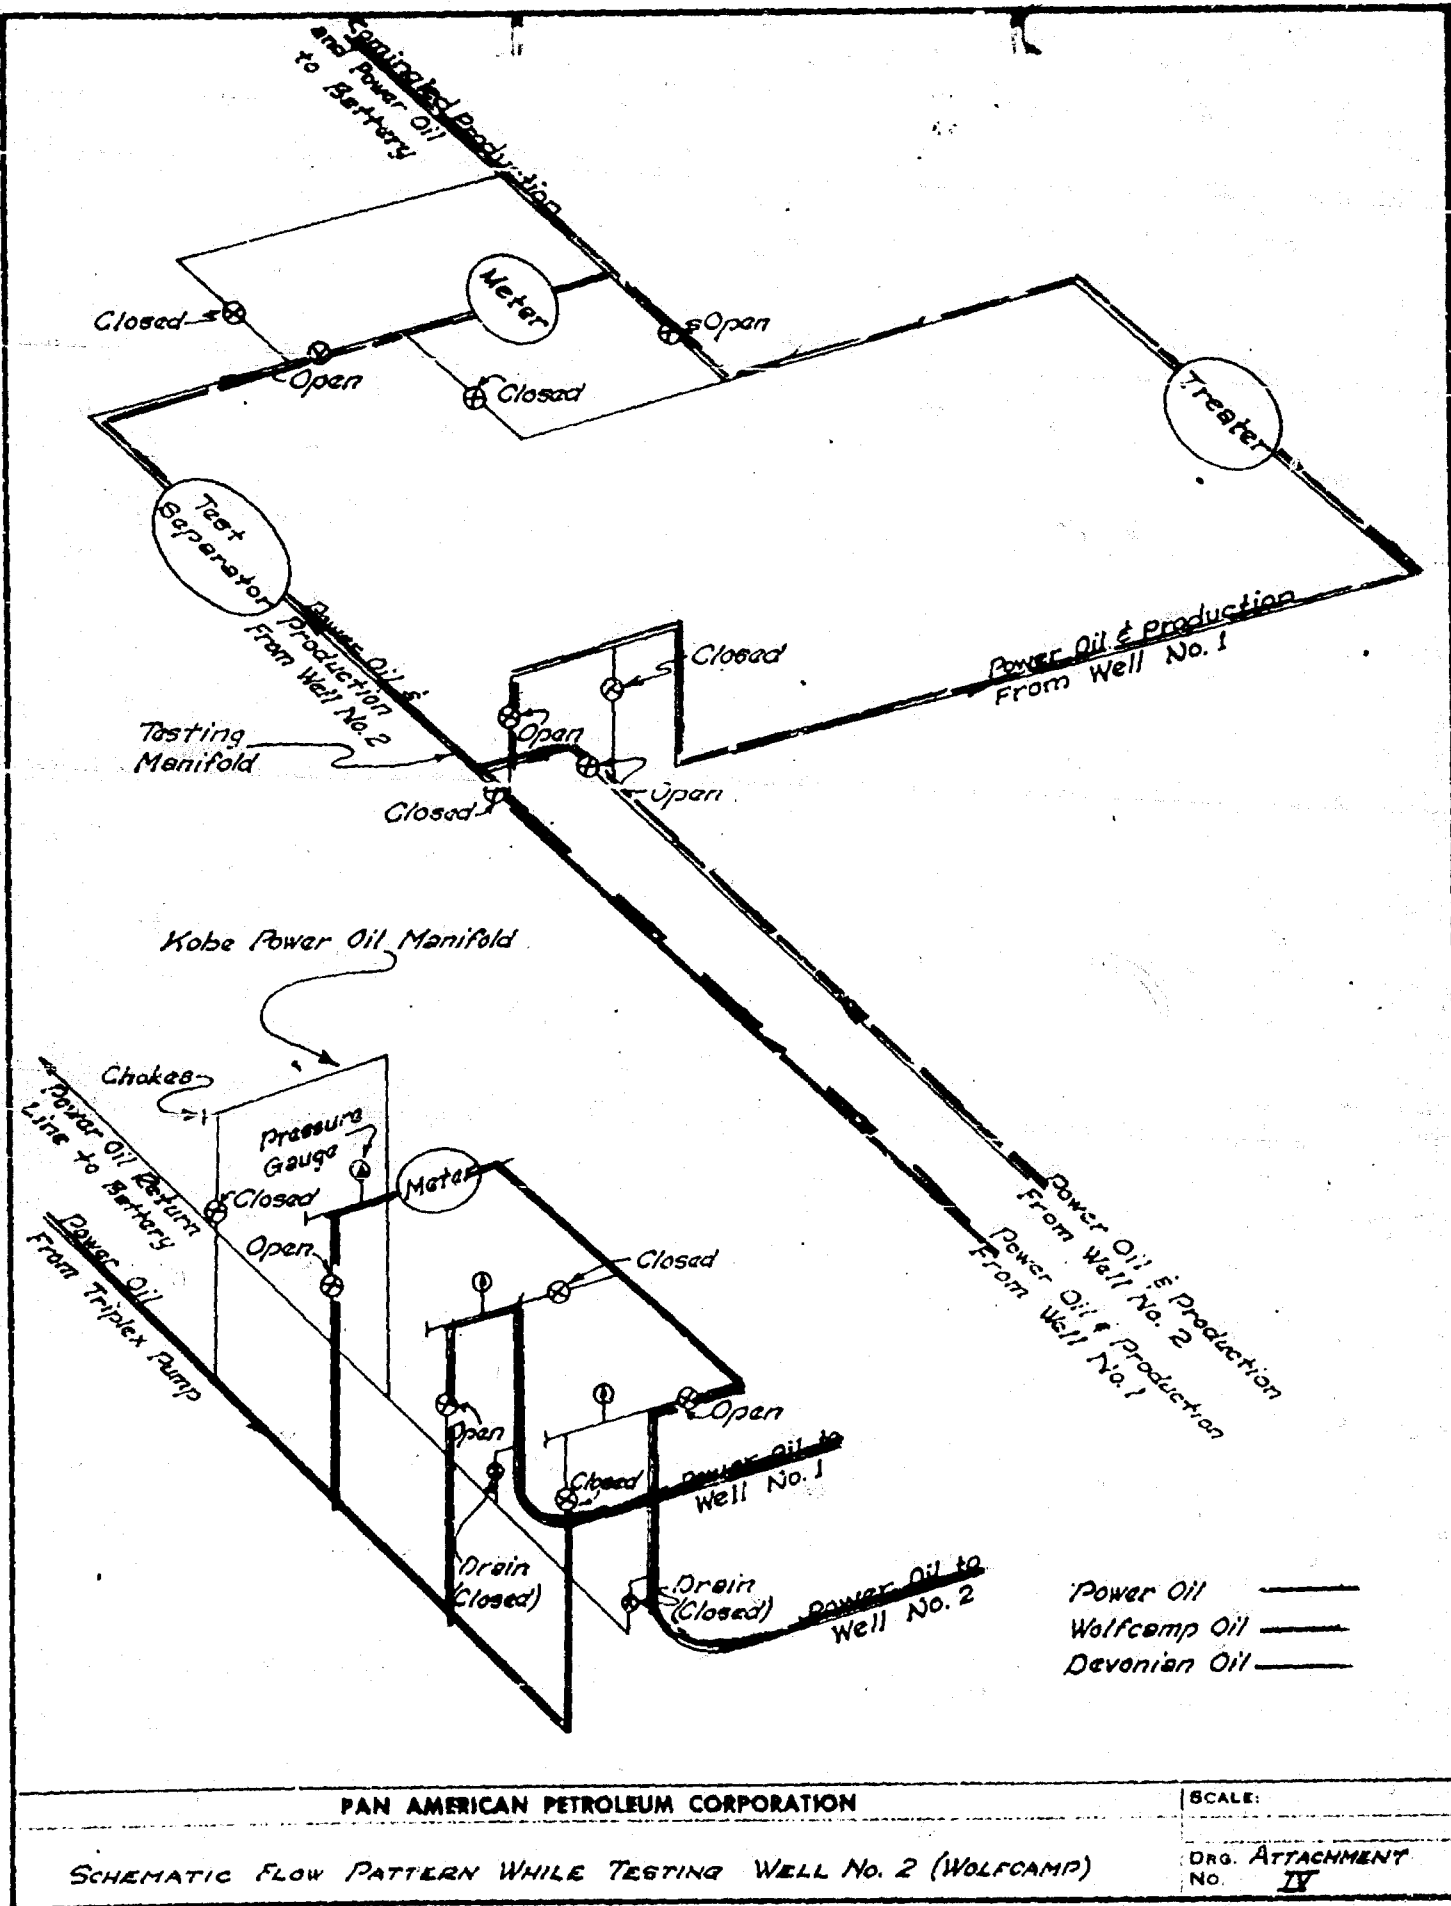 Comingled Production
and Power Oil
to Battery
Meter
Closed
Open
Open
Closed
Treater
Test
Separator
Power Oil &
Production
From Well No. 2
Closed
Power Oil & Production
From Well No. 1
Testing
Manifold
Open
Open
Closed
Kobe Power Oil Manifold
Chokes
Pressure
Gauge
Power Oil Return
Line to Battery
Closed
Meter
Power Oil
From Triplex Pump
Open
Closed
Power Oil & Production
From Well No. 2
Power Oil & Production
From Well No. 1
Open
Open
Closed
Power Oil to
Well No. 1
Drain
(Closed)
Drain
(Closed)
Power Oil to
Well No. 2
Power Oil
Wolfcamp Oil
Devonian Oil
PAN AMERICAN PETROLEUM CORPORATION
SCALE:
SCHEMATIC FLOW PATTERN WHILE TESTING WELL No. 2 (WOLFCAMP)
DRG. ATTACHMENT
No. IV